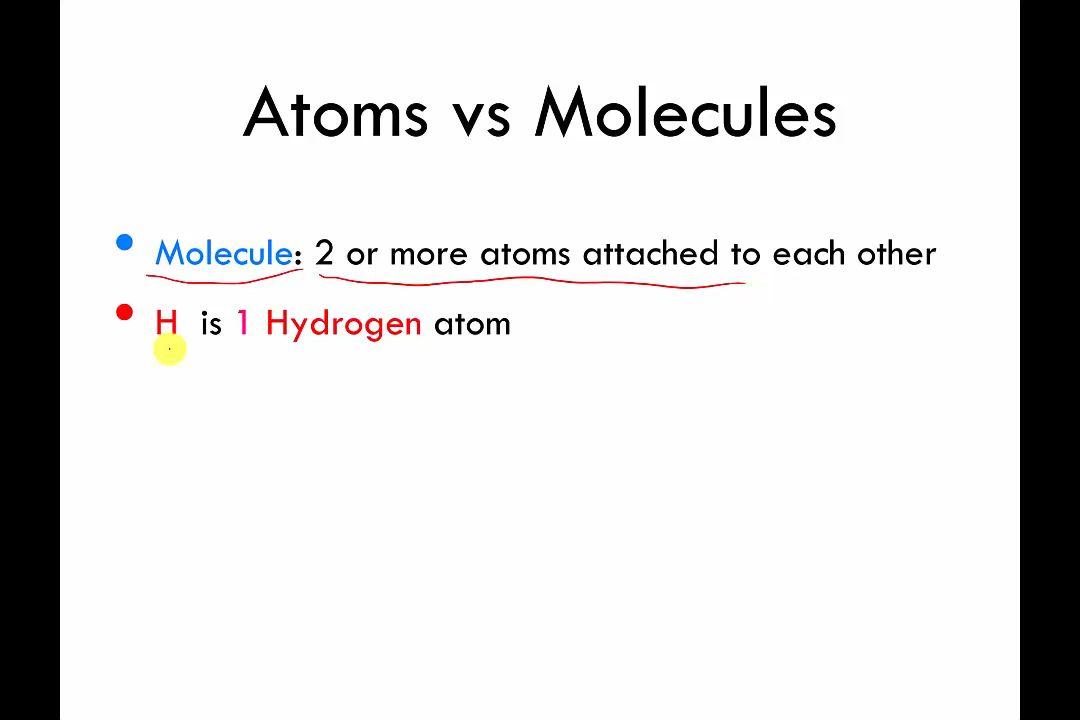 Atoms vs Molecules
• Molecule: 2 or more atoms attached to each other
• H is 1 Hydrogen atom